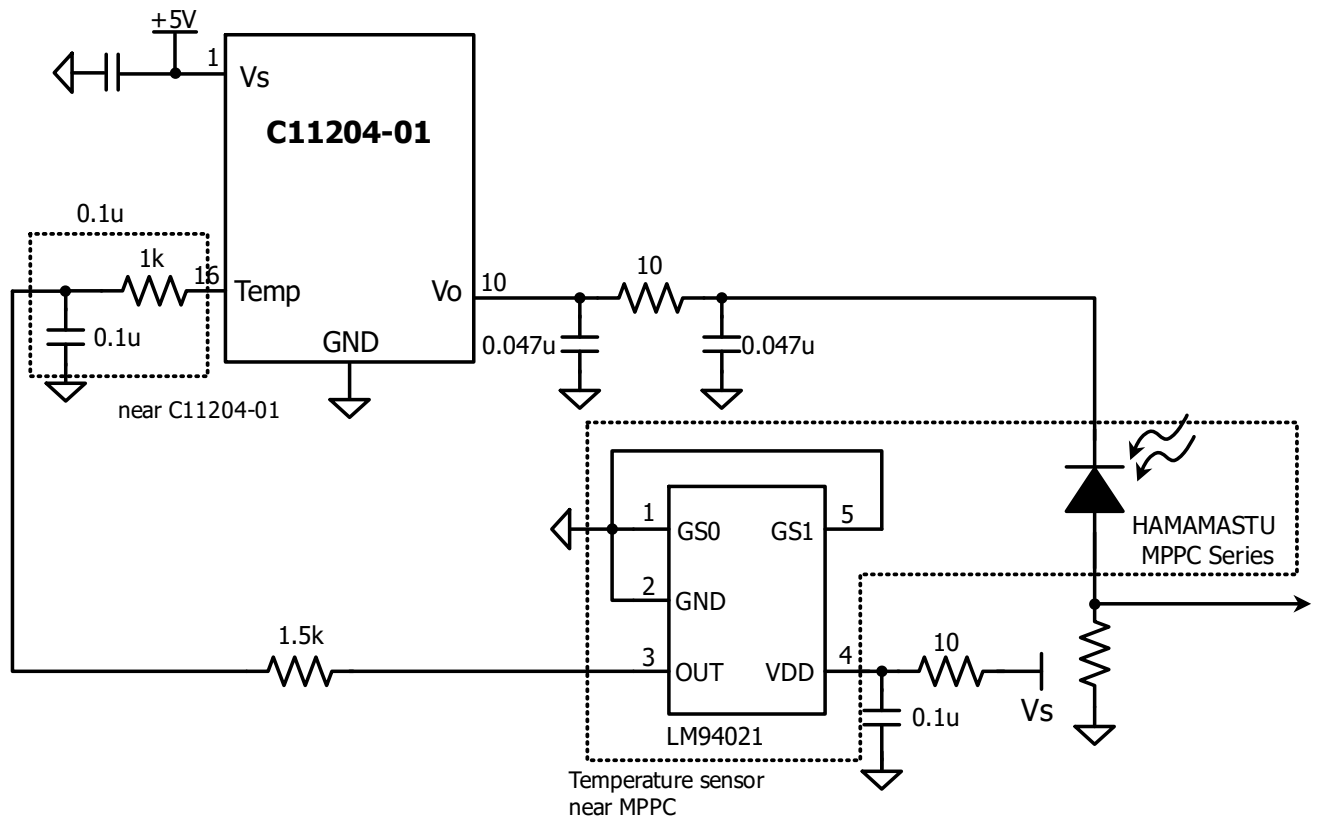 +5V
1
Vs
C11204-01
0.1u
1k
16
Temp
Vo
10
10
0.1u
GND
0.047u
0.047u
near C11204-01
1
GS0
GS1
5
HAMAMASTU
MPPC Series
2
GND
1.5k
3
OUT
VDD
4
10
Vs
0.1u
LM94021
Temperature sensor
near MPPC